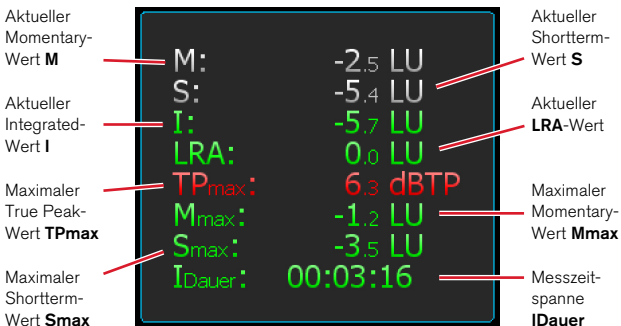 Aktueller
Momentary-
Wert M
Aktueller
Integrated-
Wert I
Maximaler
True Peak-
Wert TPmax
Maximaler
Shortterm-
Wert Smax
M: -2.5 LU
S: -5.4 LU
I: -5.7 LU
LRA: 0.0 LU
TPmax: 6.3 dBTP
Mmax: -1.2 LU
Smax: -3.5 LU
IDauer: 00:03:16
Aktueller
Shortterm-
Wert S
Aktueller
LRA-Wert
Maximaler
Momentary-
Wert Mmax
Messzeit-
spanne
IDauer